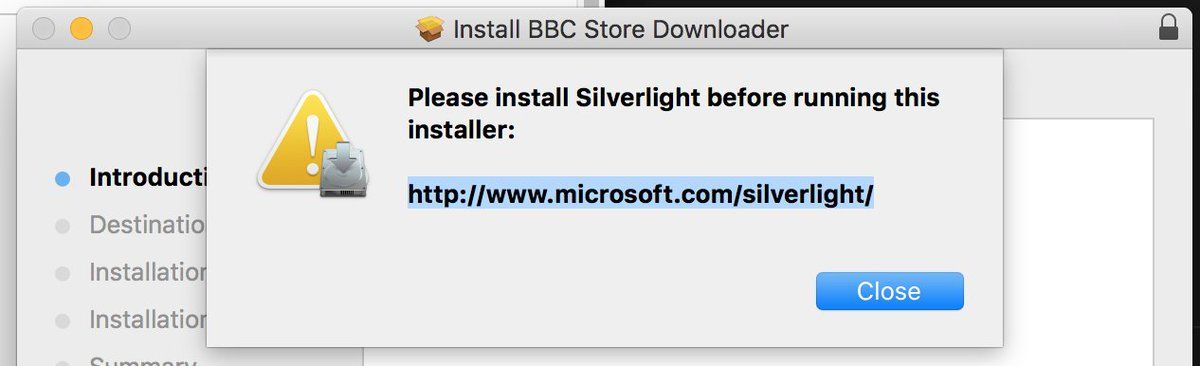 Install BBC Store Downloader
Please install Silverlight before running this
installer:
http://www.microsoft.com/silverlight/
Close
Introducti
Destinatio
Installation
Installation
Summary